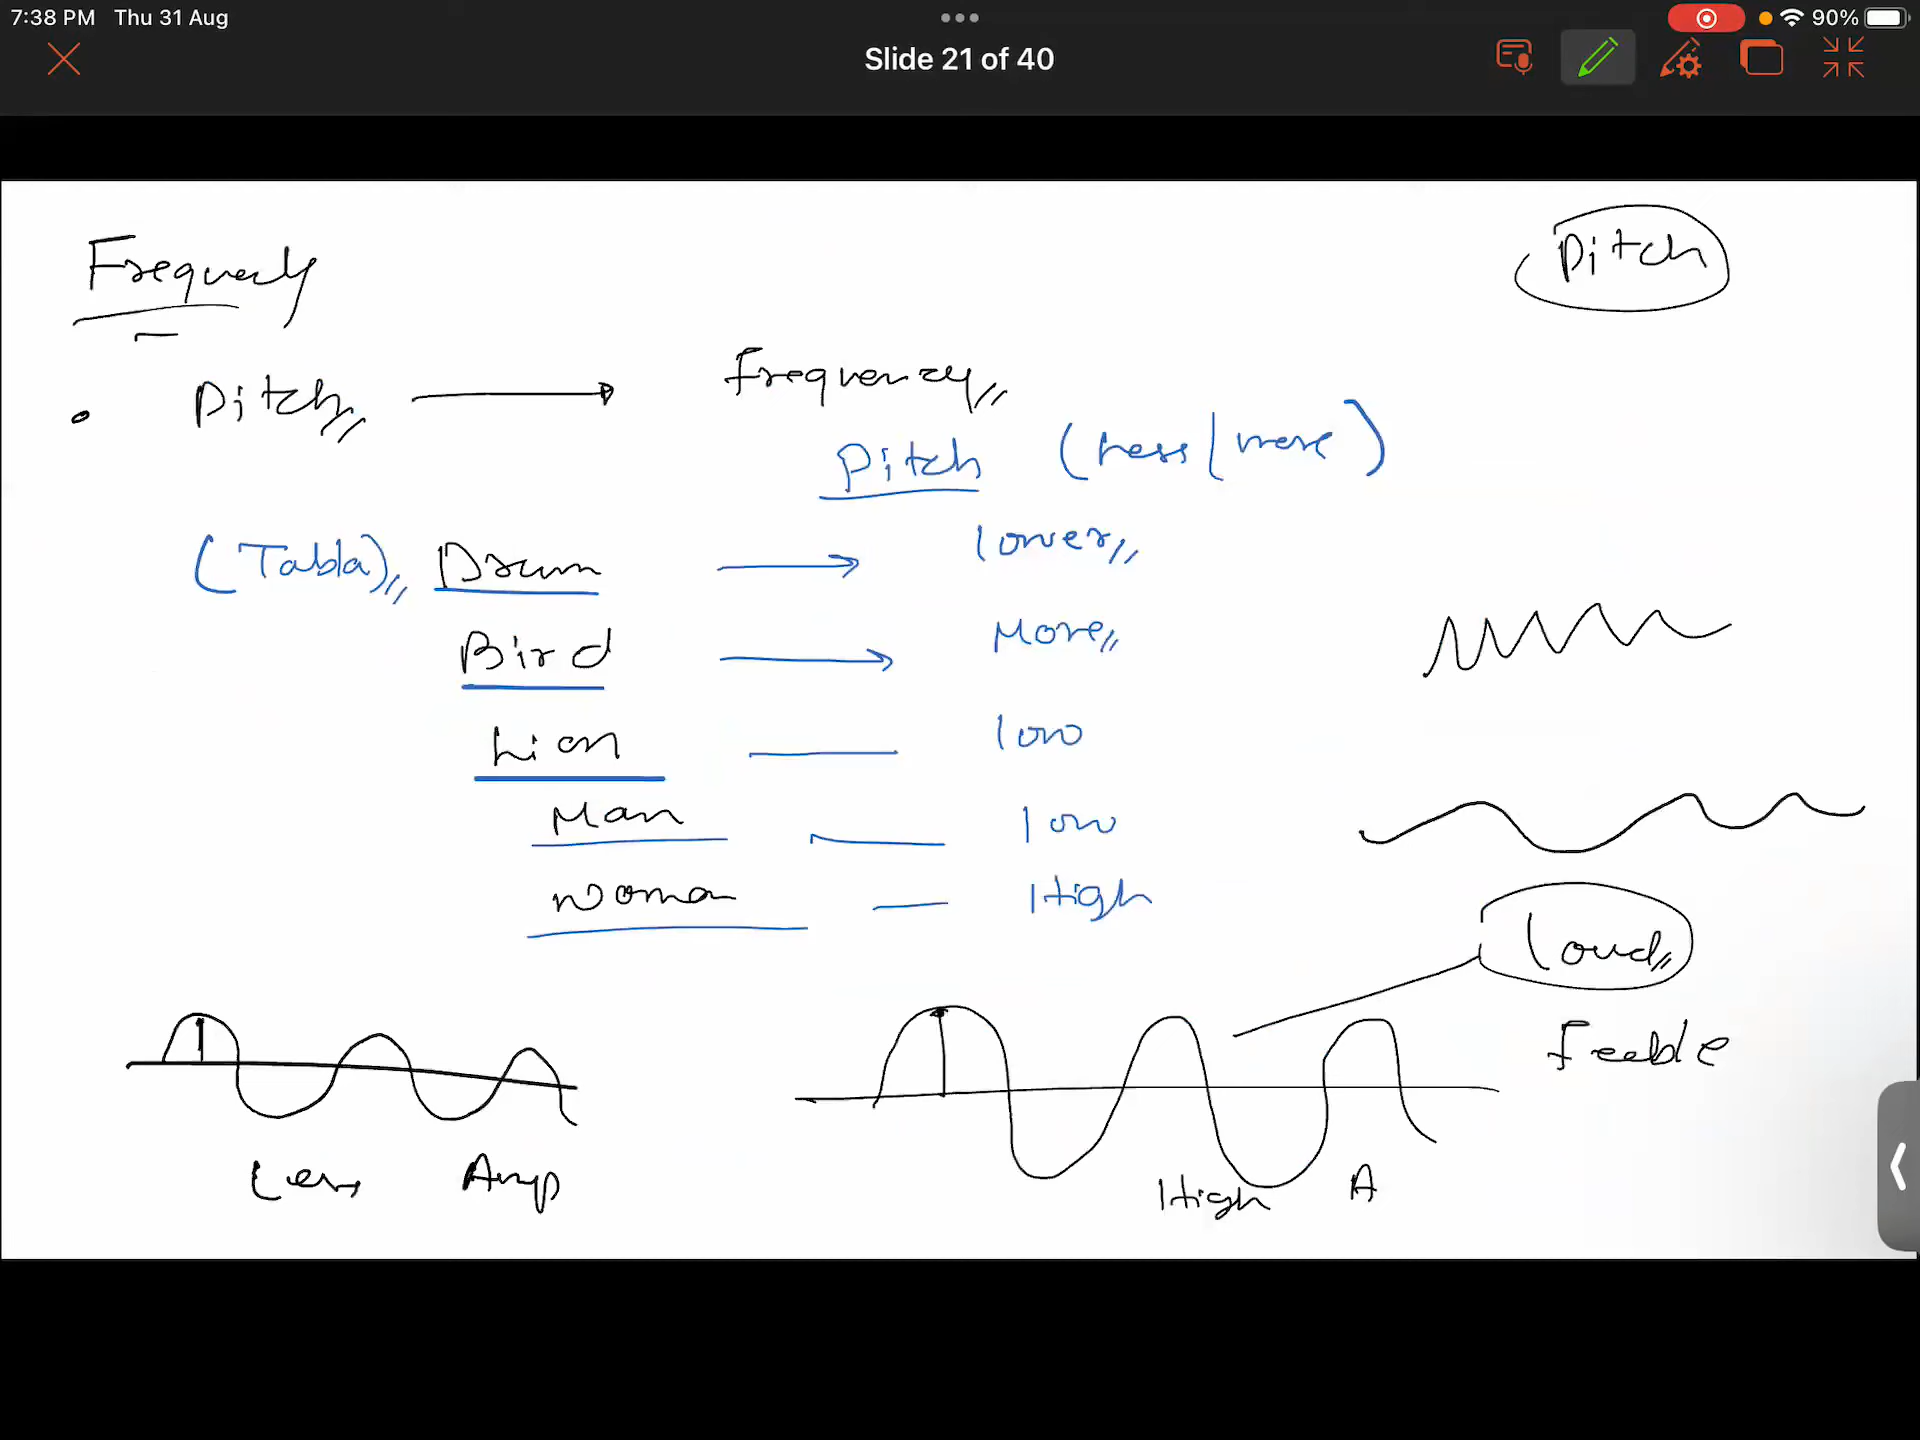 7:38 PM Thu 31 Aug
90%
Slide 21 of 40
Frequency
Pitch
Pitch → Frequency
Pitch (Less / more)
(Tabla) Drum → lower
Bird → More
Lion — low
Man — low
Woman — High
Loud
Feeble
Less Amp
High A